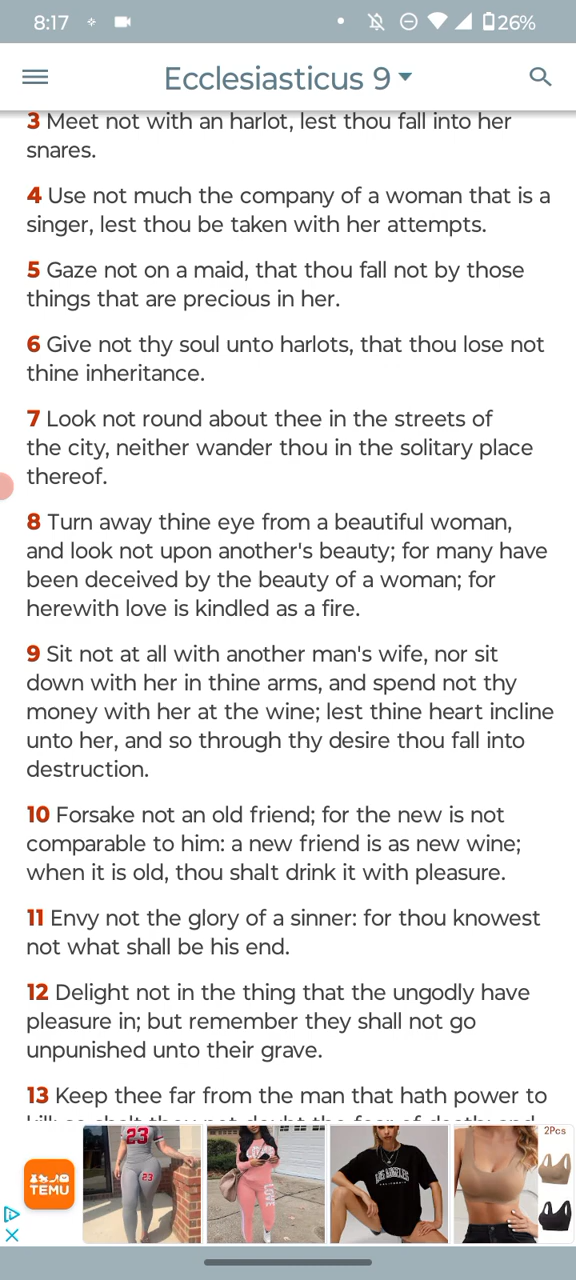 8:17
26%
Ecclesiasticus 9
3 Meet not with an harlot, lest thou fall into her
snares.
4 Use not much the company of a woman that is a
singer, lest thou be taken with her attempts.
5 Gaze not on a maid, that thou fall not by those
things that are precious in her.
6 Give not thy soul unto harlots, that thou lose not
thine inheritance.
7 Look not round about thee in the streets of
the city, neither wander thou in the solitary place
thereof.
8 Turn away thine eye from a beautiful woman,
and look not upon another's beauty; for many have
been deceived by the beauty of a woman; for
herewith love is kindled as a fire.
9 Sit not at all with another man's wife, nor sit
down with her in thine arms, and spend not thy
money with her at the wine; lest thine heart incline
unto her, and so through thy desire thou fall into
destruction.
10 Forsake not an old friend; for the new is not
comparable to him: a new friend is as new wine;
when it is old, thou shalt drink it with pleasure.
11 Envy not the glory of a sinner: for thou knowest
not what shall be his end.
12 Delight not in the thing that the ungodly have
pleasure in; but remember they shall not go
unpunished unto their grave.
13 Keep thee far from the man that hath power to
TEMU
23
23
LOVE
LOS ANGELES
CALIFORNIA
2Pcs